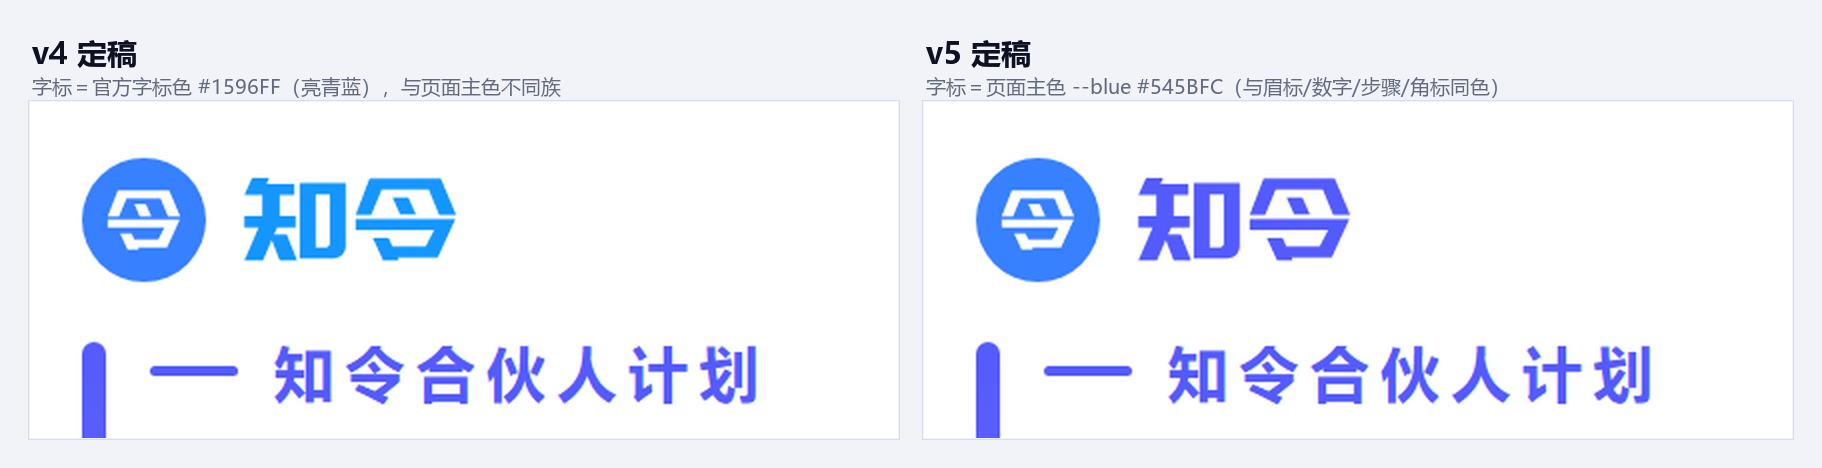 v4 定稿
字标 = 官方字标色 #1596FF（亮青蓝），与页面主色不同族
知令
知令合伙人计划
v5 定稿
字标 = 页面主色 --blue #545BFC（与眉标/数字/步骤/角标同色）
知令
知令合伙人计划